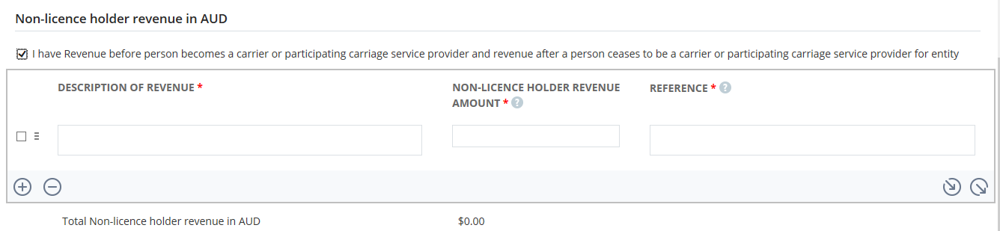 Non-licence holder revenue in AUD
I have Revenue before person becomes a carrier or participating carriage service provider and revenue after a person ceases to be a carrier or participating carriage service provider for entity
DESCRIPTION OF REVENUE *
NON-LICENCE HOLDER REVENUE
AMOUNT * ?
REFERENCE * ?
Total Non-licence holder revenue in AUD
$0.00